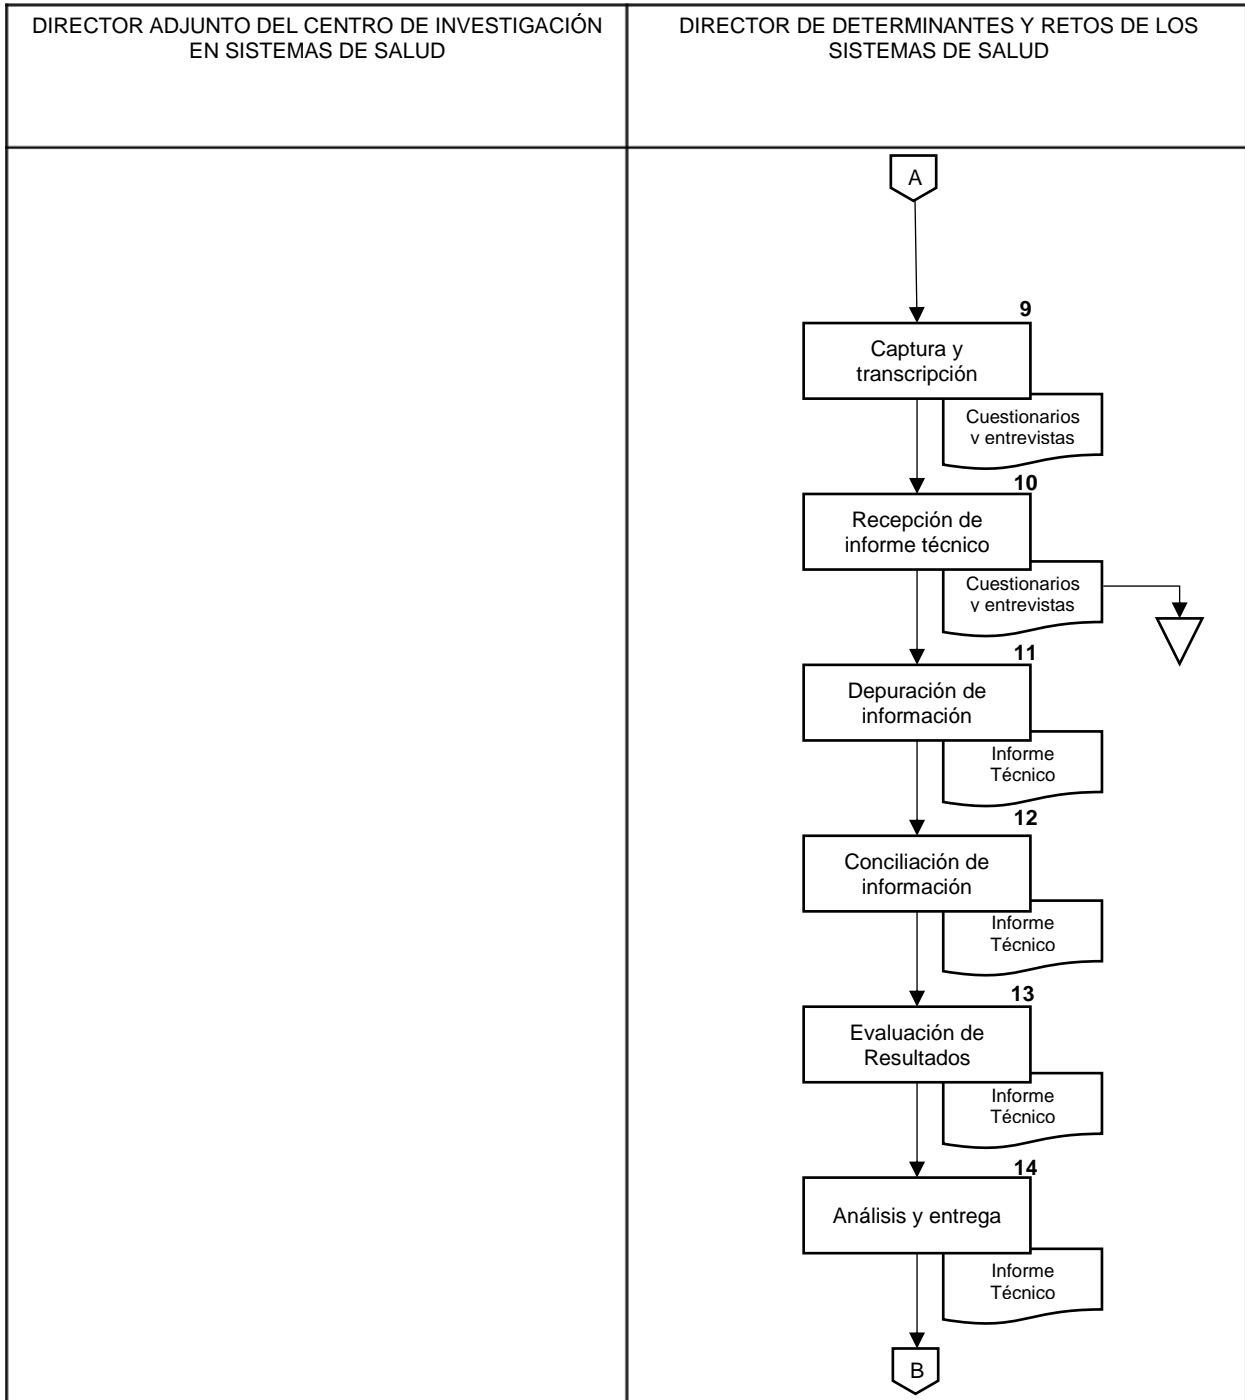 DIRECTOR ADJUNTO DEL CENTRO DE INVESTIGACIÓN
EN SISTEMAS DE SALUD
DIRECTOR DE DETERMINANTES Y RETOS DE LOS
SISTEMAS DE SALUD
A
9
Captura y
transcripción
Cuestionarios
y entrevistas
10
Recepción de
informe técnico
Cuestionarios
y entrevistas
11
Depuración de
información
Informe
Técnico
12
Conciliación de
información
Informe
Técnico
13
Evaluación de
Resultados
Informe
Técnico
14
Análisis y entrega
Informe
Técnico
B